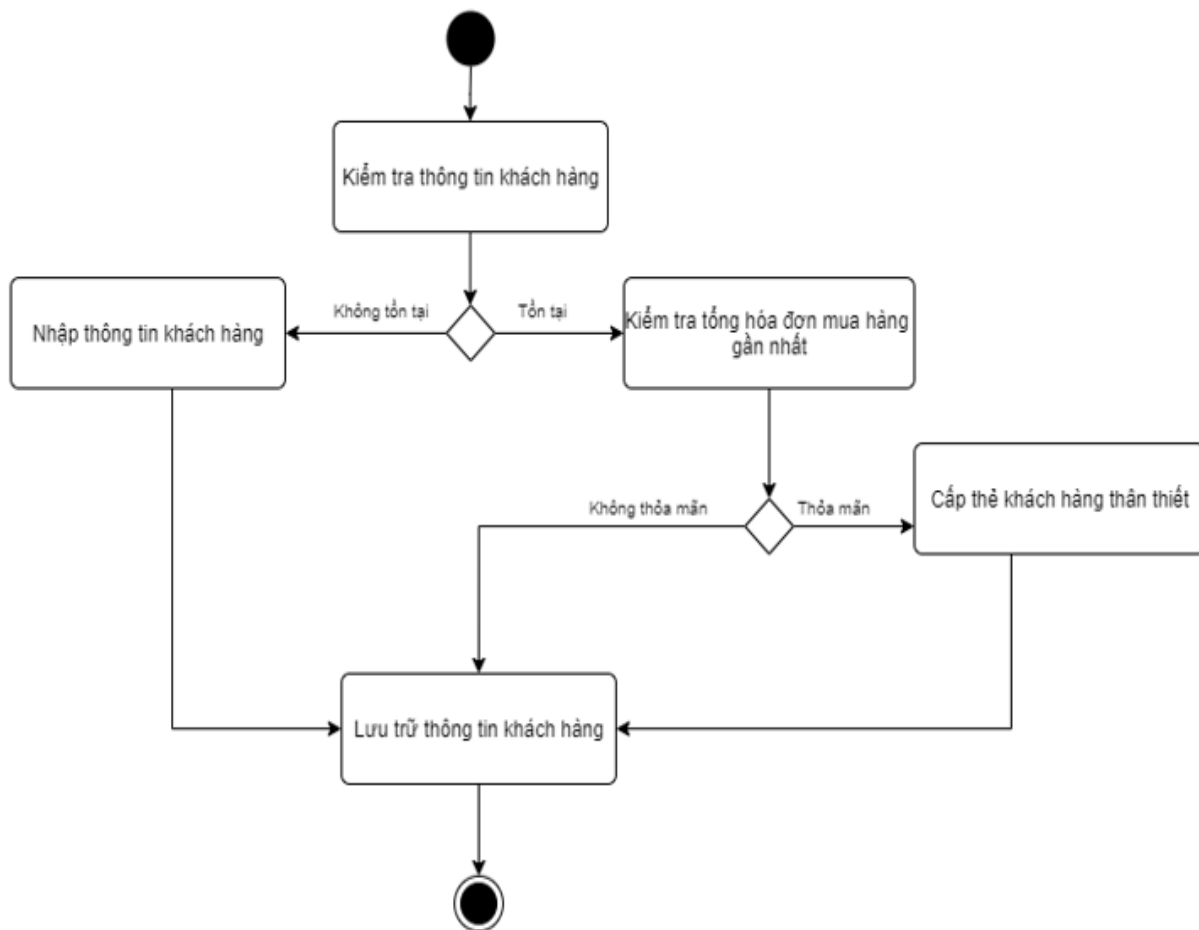 Kiểm tra thông tin khách hàng
Không tồn tại
Tồn tại
Nhập thông tin khách hàng
Kiểm tra tổng hóa đơn mua hàng
gần nhất
Không thỏa mãn
Thỏa mãn
Cấp thẻ khách hàng thân thiết
Lưu trữ thông tin khách hàng